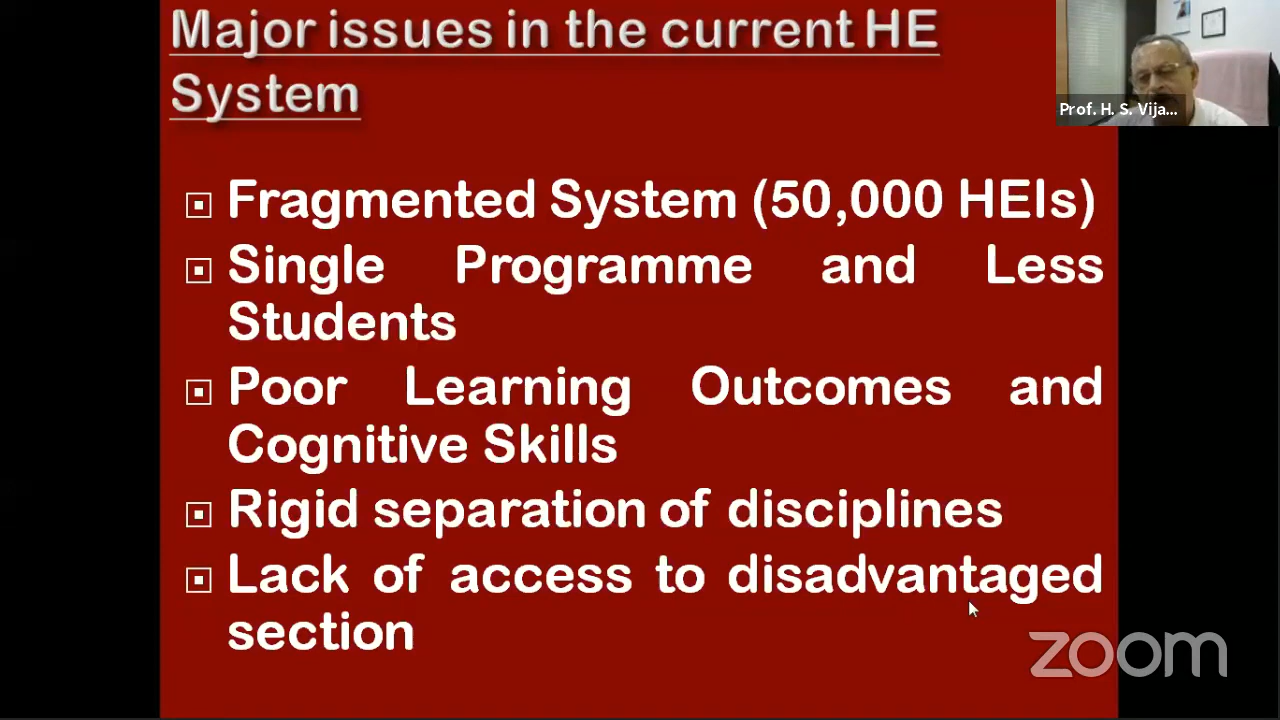 Major issues in the current HE
System
Prof. H. S. Vija...
Fragmented System (50,000 HEIs)
Single Programme and Less
Students
Poor Learning Outcomes and
Cognitive Skills
Rigid separation of disciplines
Lack of access to disadvantaged
section
zoom